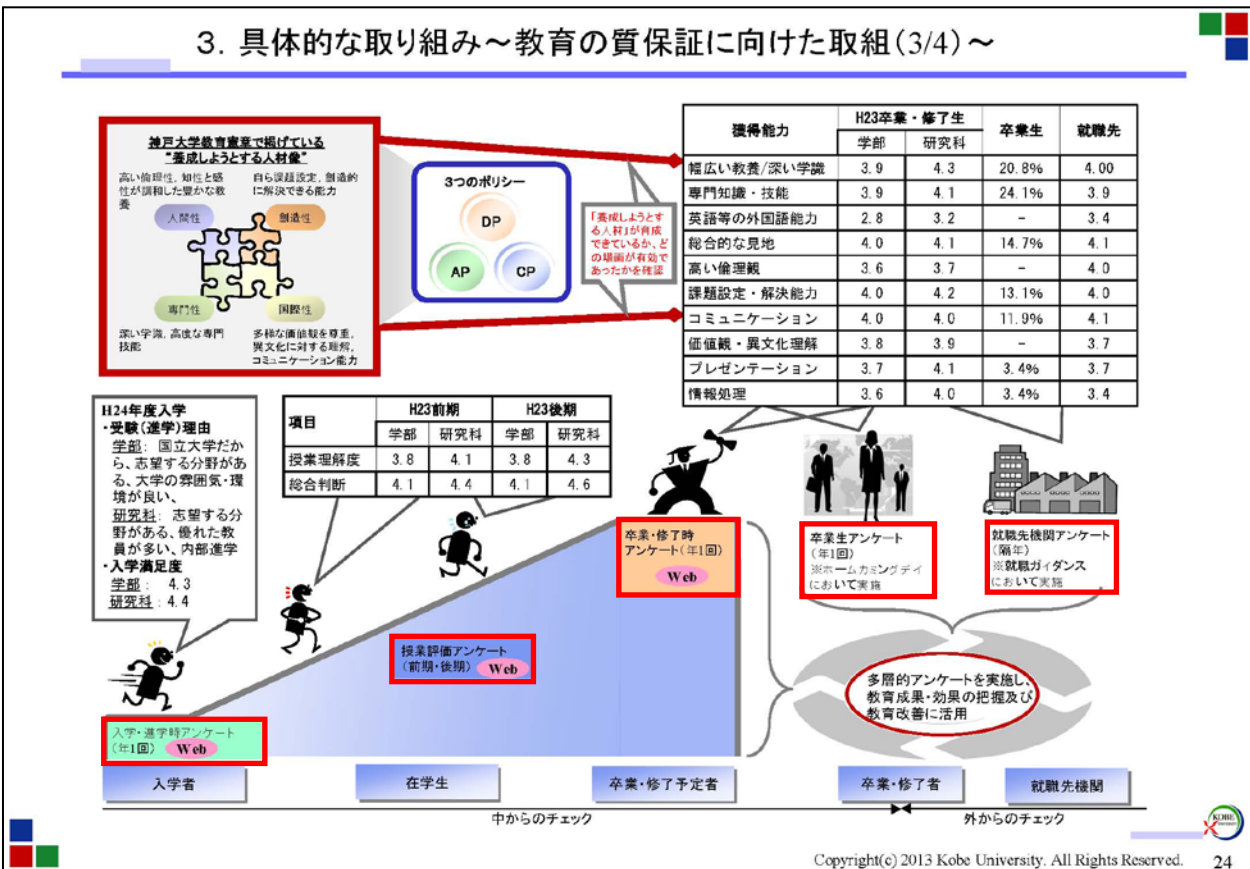 3. 具体的な取り組み～教育の質保証に向けた取組(3/4)～
神戸大学教育憲章で掲げている
“養成しようとする人材像”
高い倫理性，知性と感
性が調和した豊かな教
養
自ら課題設定，創造的
に解決できる能力
人間性
創造性
専門性
国際性
深い学識，高度な専門
技能
多様な価値観を尊重，
異文化に対する理解，
コミュニケーション能力
3つのポリシー
DP
AP
CP
「養成しようとす
る人材」が育成
できているか、ど
の場面が有効で
あったかを確認
獲得能力 H23卒業・修了生 卒業生 就職先
学部 研究科
幅広い教養/深い学識 3.9 4.3 20.8% 4.00
専門知識・技能 3.9 4.1 24.1% 3.9
英語等の外国語能力 2.8 3.2 － 3.4
総合的な見地 4.0 4.1 14.7% 4.1
高い倫理観 3.6 3.7 － 4.0
課題設定・解決能力 4.0 4.2 13.1% 4.0
コミュニケーション 4.0 4.0 11.9% 4.1
価値観・異文化理解 3.8 3.9 － 3.7
プレゼンテーション 3.7 4.1 3.4% 3.7
情報処理 3.6 4.0 3.4% 3.4
H24年度入学
・受験(進学)理由
学部： 国立大学だか
ら、志望する分野があ
る、大学の雰囲気・環
境が良い、
研究科： 志望する分
野がある、優れた教
員が多い、内部進学
・入学満足度
学部： 4.3
研究科：4.4
項目 H23前期 H23後期
学部 研究科 学部 研究科
授業理解度 3.8 4.1 3.8 4.3
総合判断 4.1 4.4 4.1 4.6
入学・進学時アンケート
(年1回) Web
授業評価アンケート
(前期・後期) Web
卒業・修了時
アンケート(年1回)
Web
卒業生アンケート
(年1回)
※ホームカミングデイ
において実施
就職先機関アンケート
(隔年)
※就職ガイダンス
において実施
多層的アンケートを実施し、
教育成果・効果の把握及び
教育改善に活用
入学者
在学生
卒業・修了予定者
卒業・修了者
就職先機関
中からのチェック
外からのチェック
KOBE
UNIVERSITY
Copyright(c) 2013 Kobe University. All Rights Reserved. 24